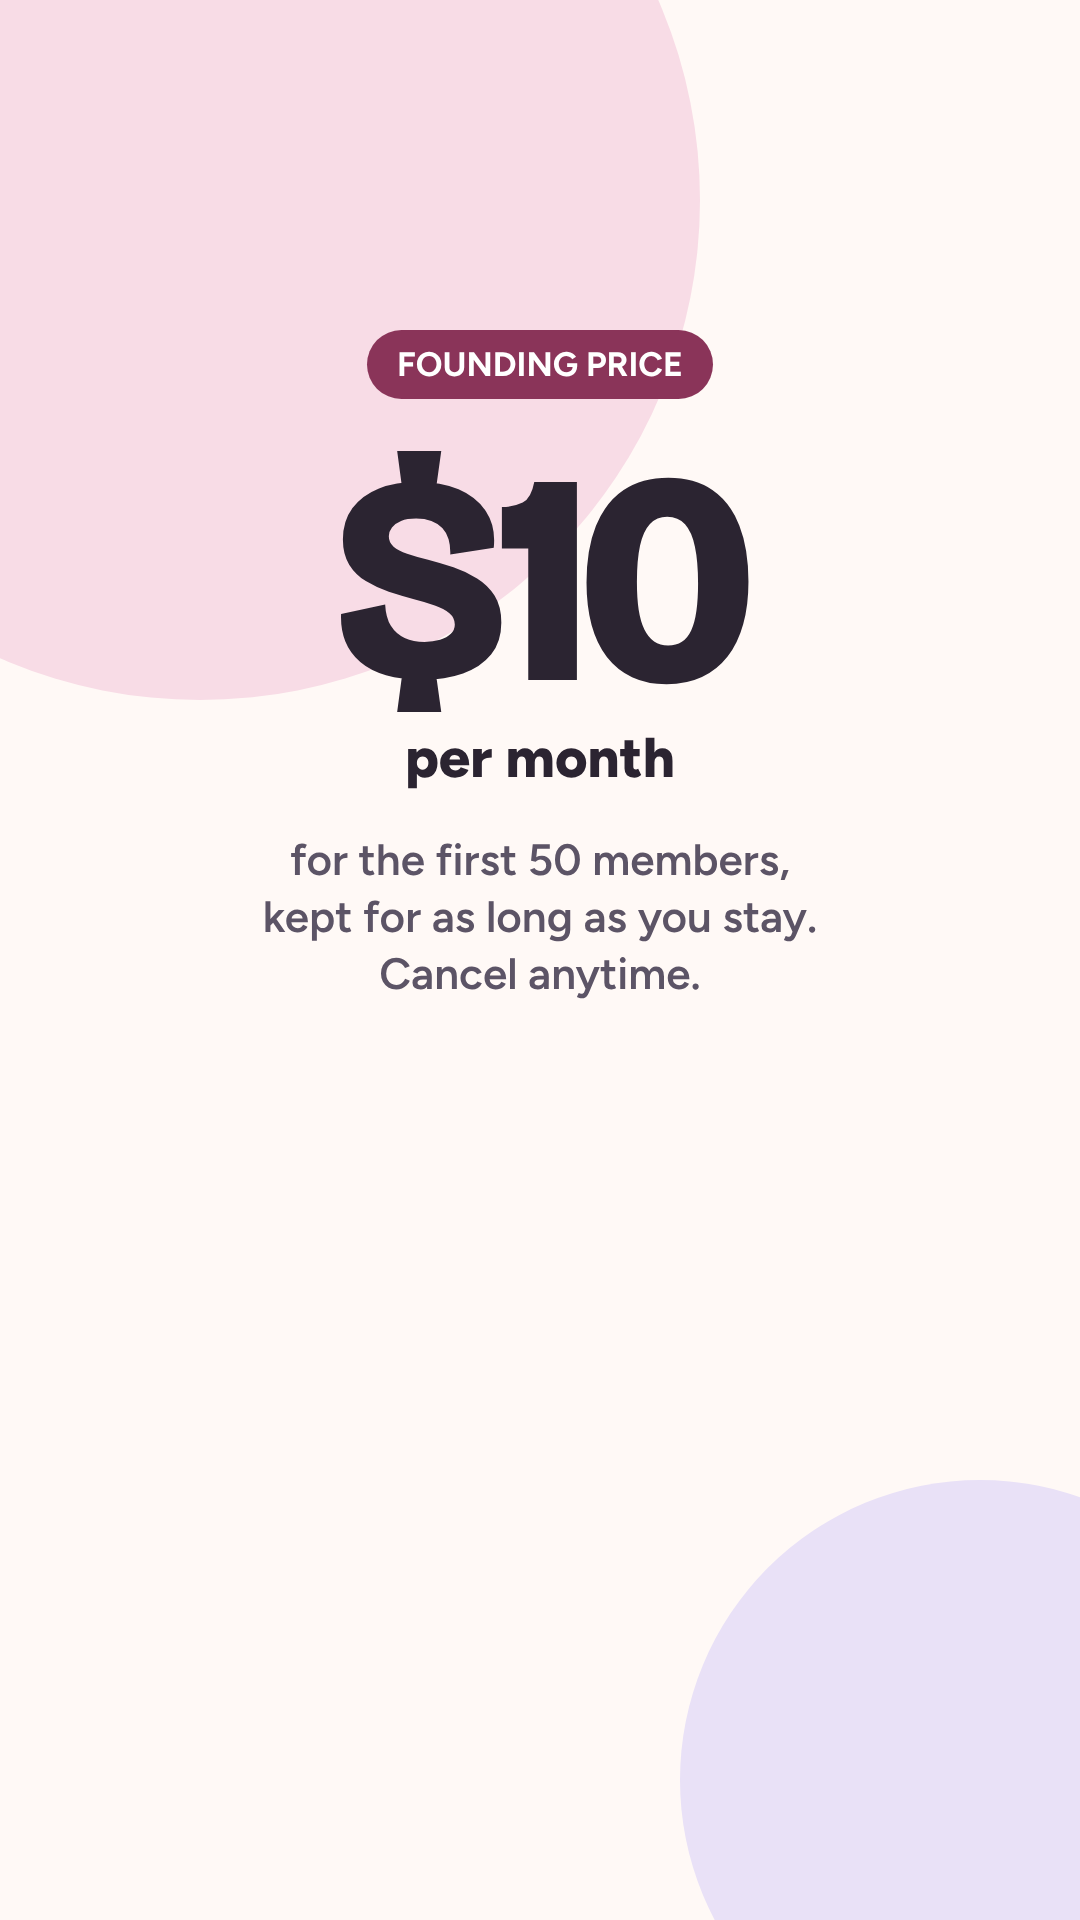 FOUNDING PRICE
$10
per month
for the first 50 members,
kept for as long as you stay.
Cancel anytime.